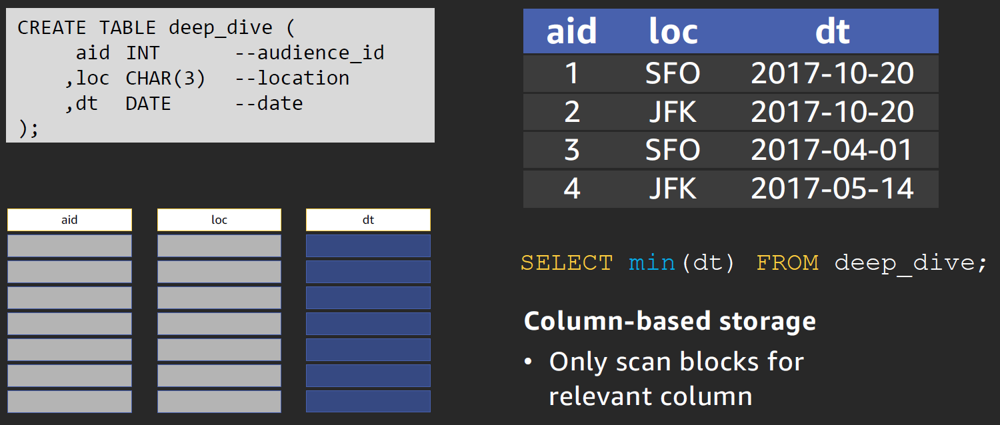 CREATE TABLE deep_dive (
aid INT --audience_id
,loc CHAR(3) --location
,dt DATE --date
);
aid loc dt
1 SFO 2017-10-20
2 JFK 2017-10-20
3 SFO 2017-04-01
4 JFK 2017-05-14
aid loc dt
SELECT min(dt) FROM deep_dive;
Column-based storage
• Only scan blocks for
relevant column